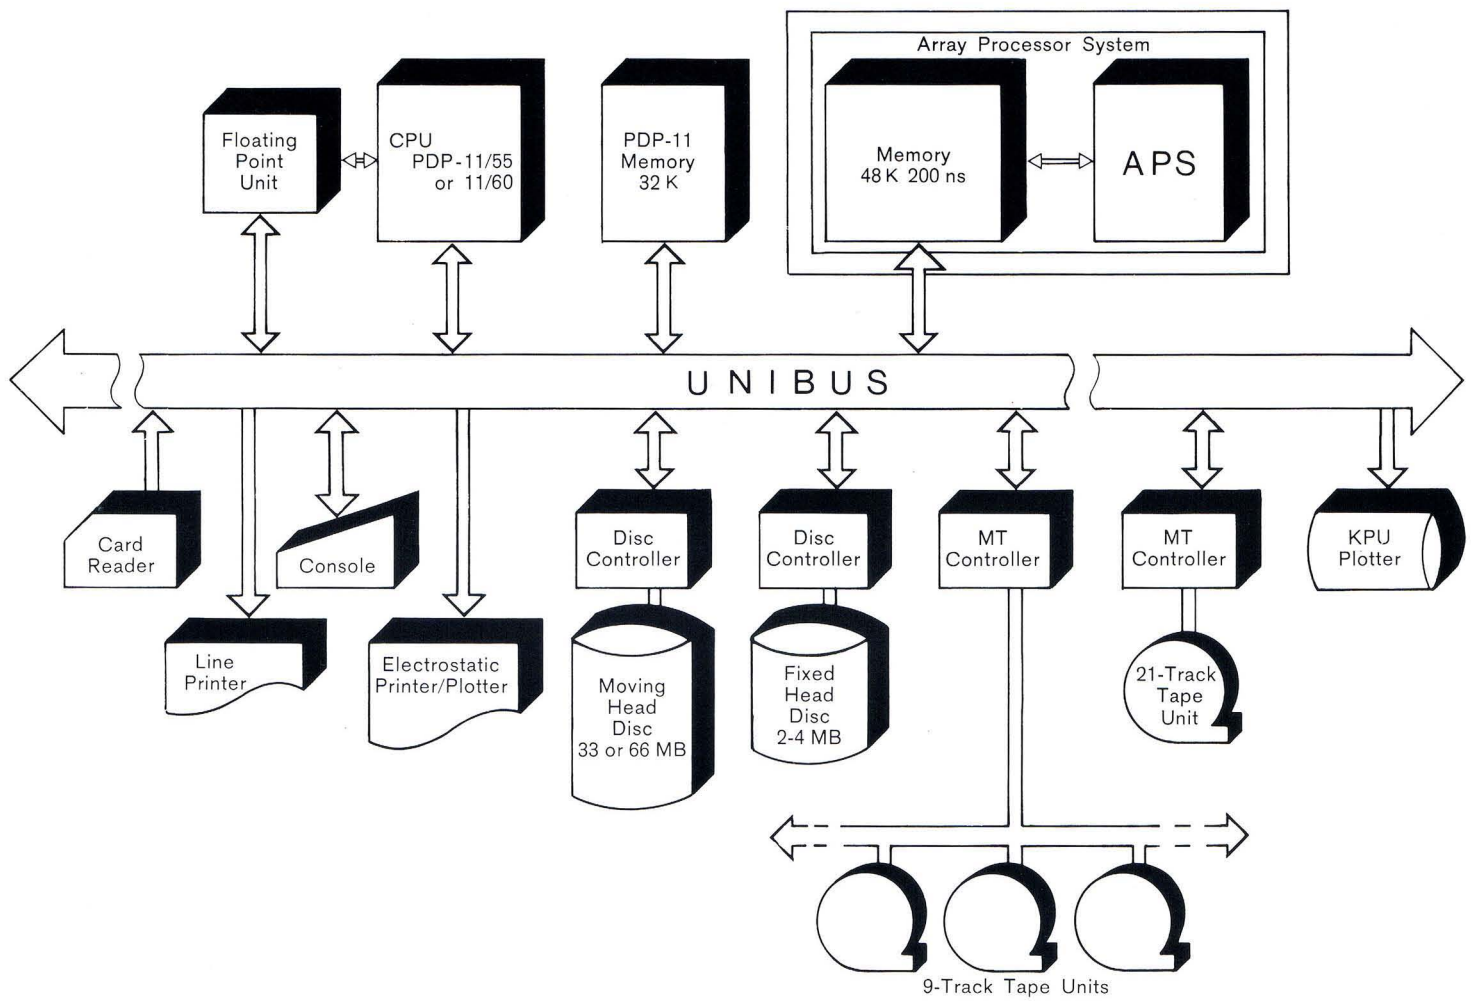 Array Processor System
Floating
Point
Unit
CPU
PDP-11/55
or 11/60
PDP-11
Memory
32 K
Memory
48 K 200 ns
APS
UNIBUS
Card
Reader
Console
Disc
Controller
Disc
Controller
MT
Controller
MT
Controller
KPU
Plotter
Line
Printer
Electrostatic
Printer/Plotter
Moving
Head
Disc
33 or 66 MB
Fixed
Head
Disc
2-4 MB
21-Track
Tape
Unit
9-Track Tape Units